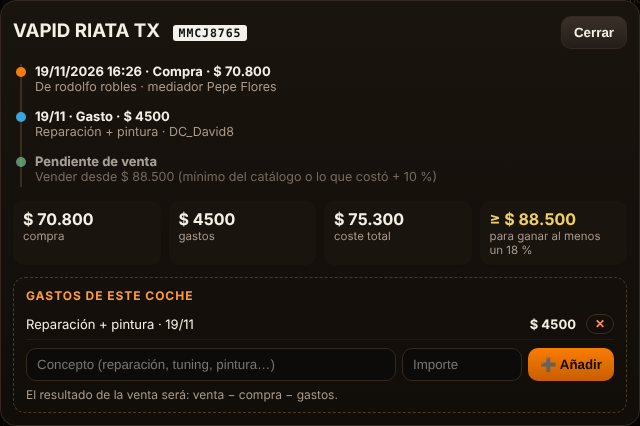 VAPID RIATA TX MMCJ8765 Cerrar
19/11/2026 16:26 · Compra · $ 70.800
De rodolfo robles · mediador Pepe Flores
19/11 · Gasto · $ 4500
Reparación + pintura · DC_David8
Pendiente de venta
Vender desde $ 88.500 (mínimo del catálogo o lo que costó + 10 %)
$ 70.800
compra
$ 4500
gastos
$ 75.300
coste total
≥ $ 88.500
para ganar al menos
un 18 %
GASTOS DE ESTE COCHE
Reparación + pintura · 19/11 $ 4500 ✕
Concepto (reparación, tuning, pintura…) Importe ➕ Añadir
El resultado de la venta será: venta − compra − gastos.